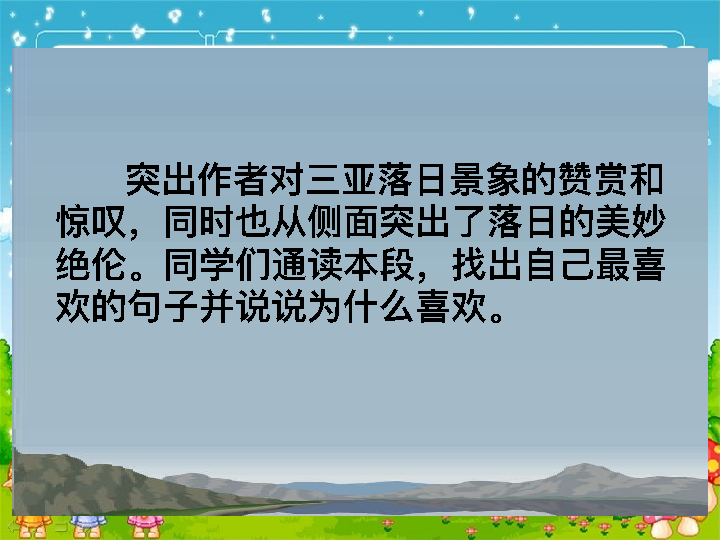 突出作者对三亚落日景象的赞赏和
惊叹，同时也从侧面突出了落日的美妙
绝伦。同学们通读本段，找出自己最喜
欢的句子并说说为什么喜欢。